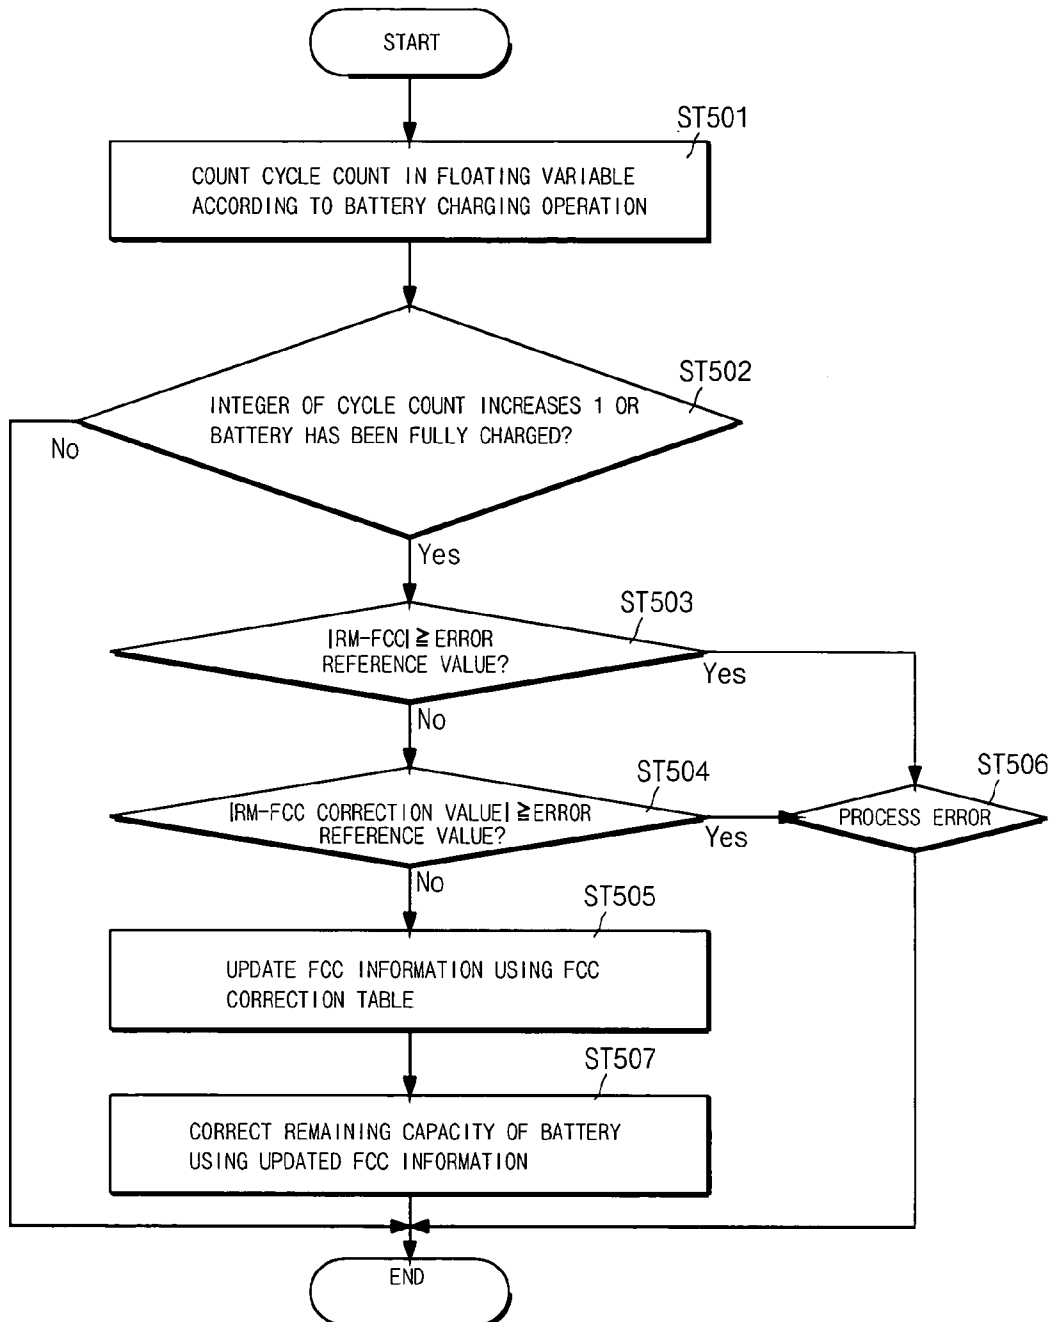 START
ST501
COUNT CYCLE COUNT IN FLOATING VARIABLE
ACCORDING TO BATTERY CHARGING OPERATION
ST502
INTEGER OF CYCLE COUNT INCREASES 1 OR
BATTERY HAS BEEN FULLY CHARGED?
No
Yes
ST503
|RM-FCC| ≧ ERROR
REFERENCE VALUE?
Yes
No
ST504
|RM-FCC CORRECTION VALUE| ≧ ERROR
REFERENCE VALUE?
Yes
ST506
PROCESS ERROR
No
ST505
UPDATE FCC INFORMATION USING FCC
CORRECTION TABLE
ST507
CORRECT REMAINING CAPACITY OF BATTERY
USING UPDATED FCC INFORMATION
END